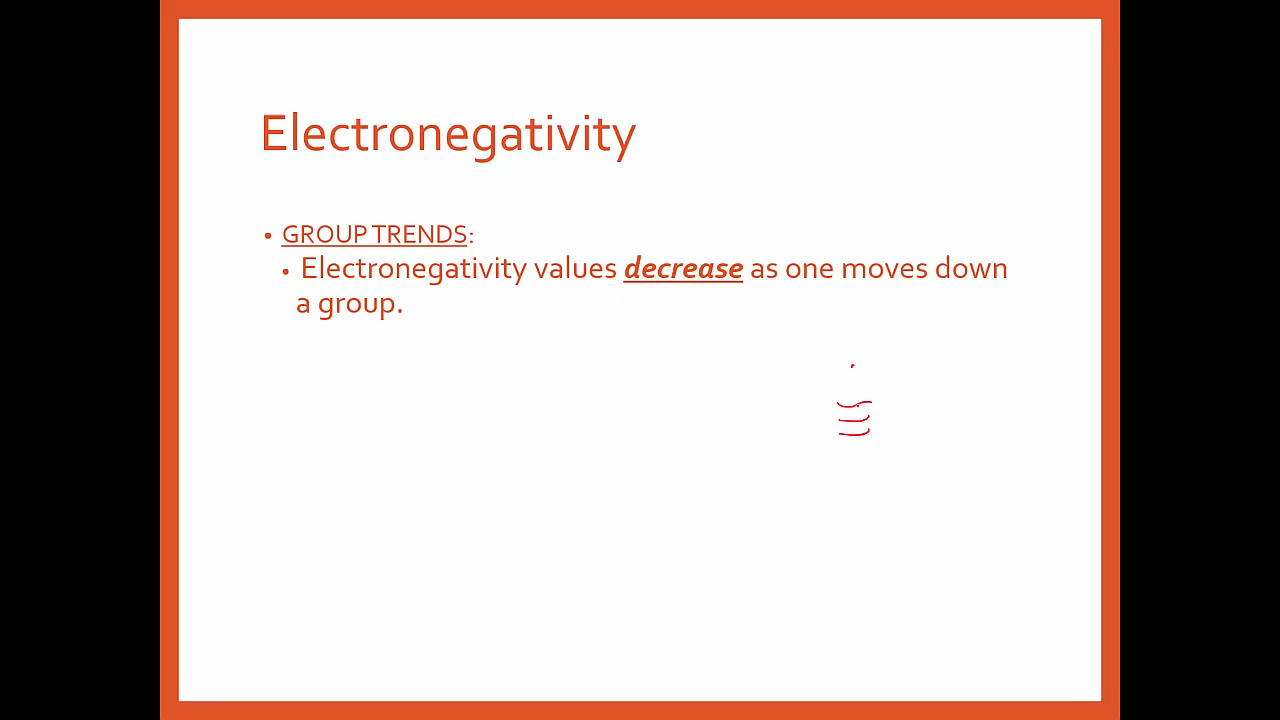 Electronegativity
• GROUP TRENDS:
• Electronegativity values decrease as one moves down
a group.